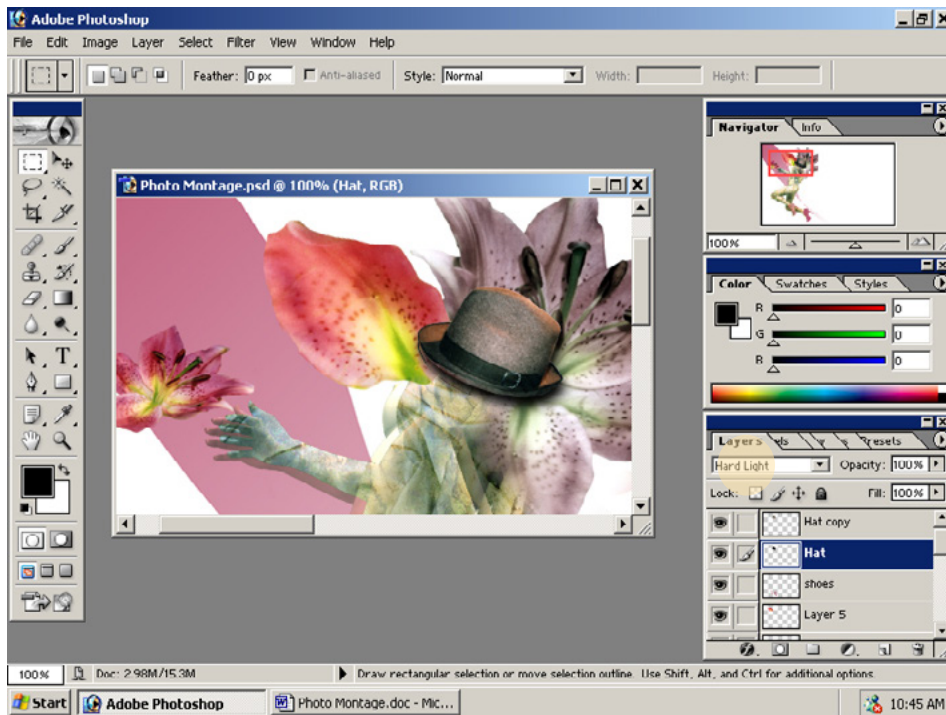 Adobe Photoshop
File Edit Image Layer Select Filter View Window Help
Feather: 0 px Anti-aliased Style: Normal Width: Height:
Navigator Info
Photo Montage.psd @ 100% (Hat, RGB)
100%
Color Swatches Styles
R 0
G 0
B 0
Layers Presets
Hard Light Opacity: 100%
Lock: Fill: 100%
Hat copy
Hat
shoes
Layer 5
100% Doc: 2.98M/15.3M Draw rectangular selection or move selection outline. Use Shift, Alt, and Ctrl for additional options.
Start Adobe Photoshop Photo Montage.doc - Mic... 10:45 AM